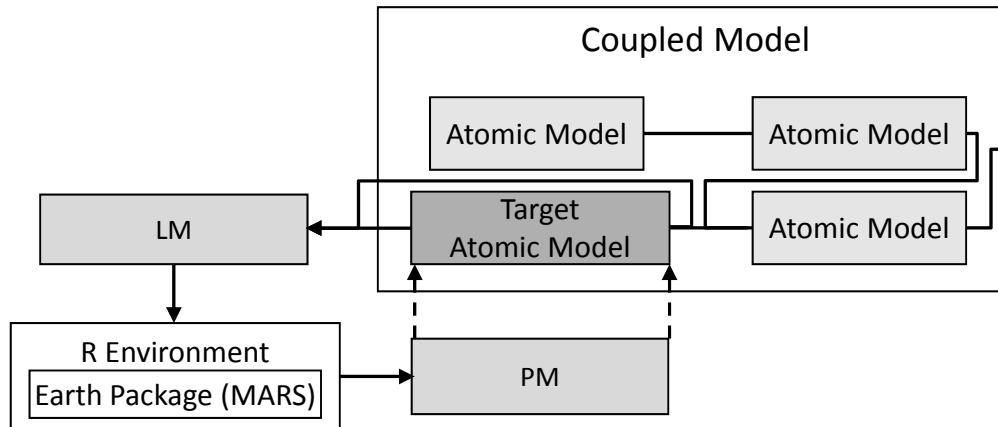 Coupled Model
Atomic Model
Atomic Model
Target
Atomic Model
Atomic Model
LM
R Environment
Earth Package (MARS)
PM